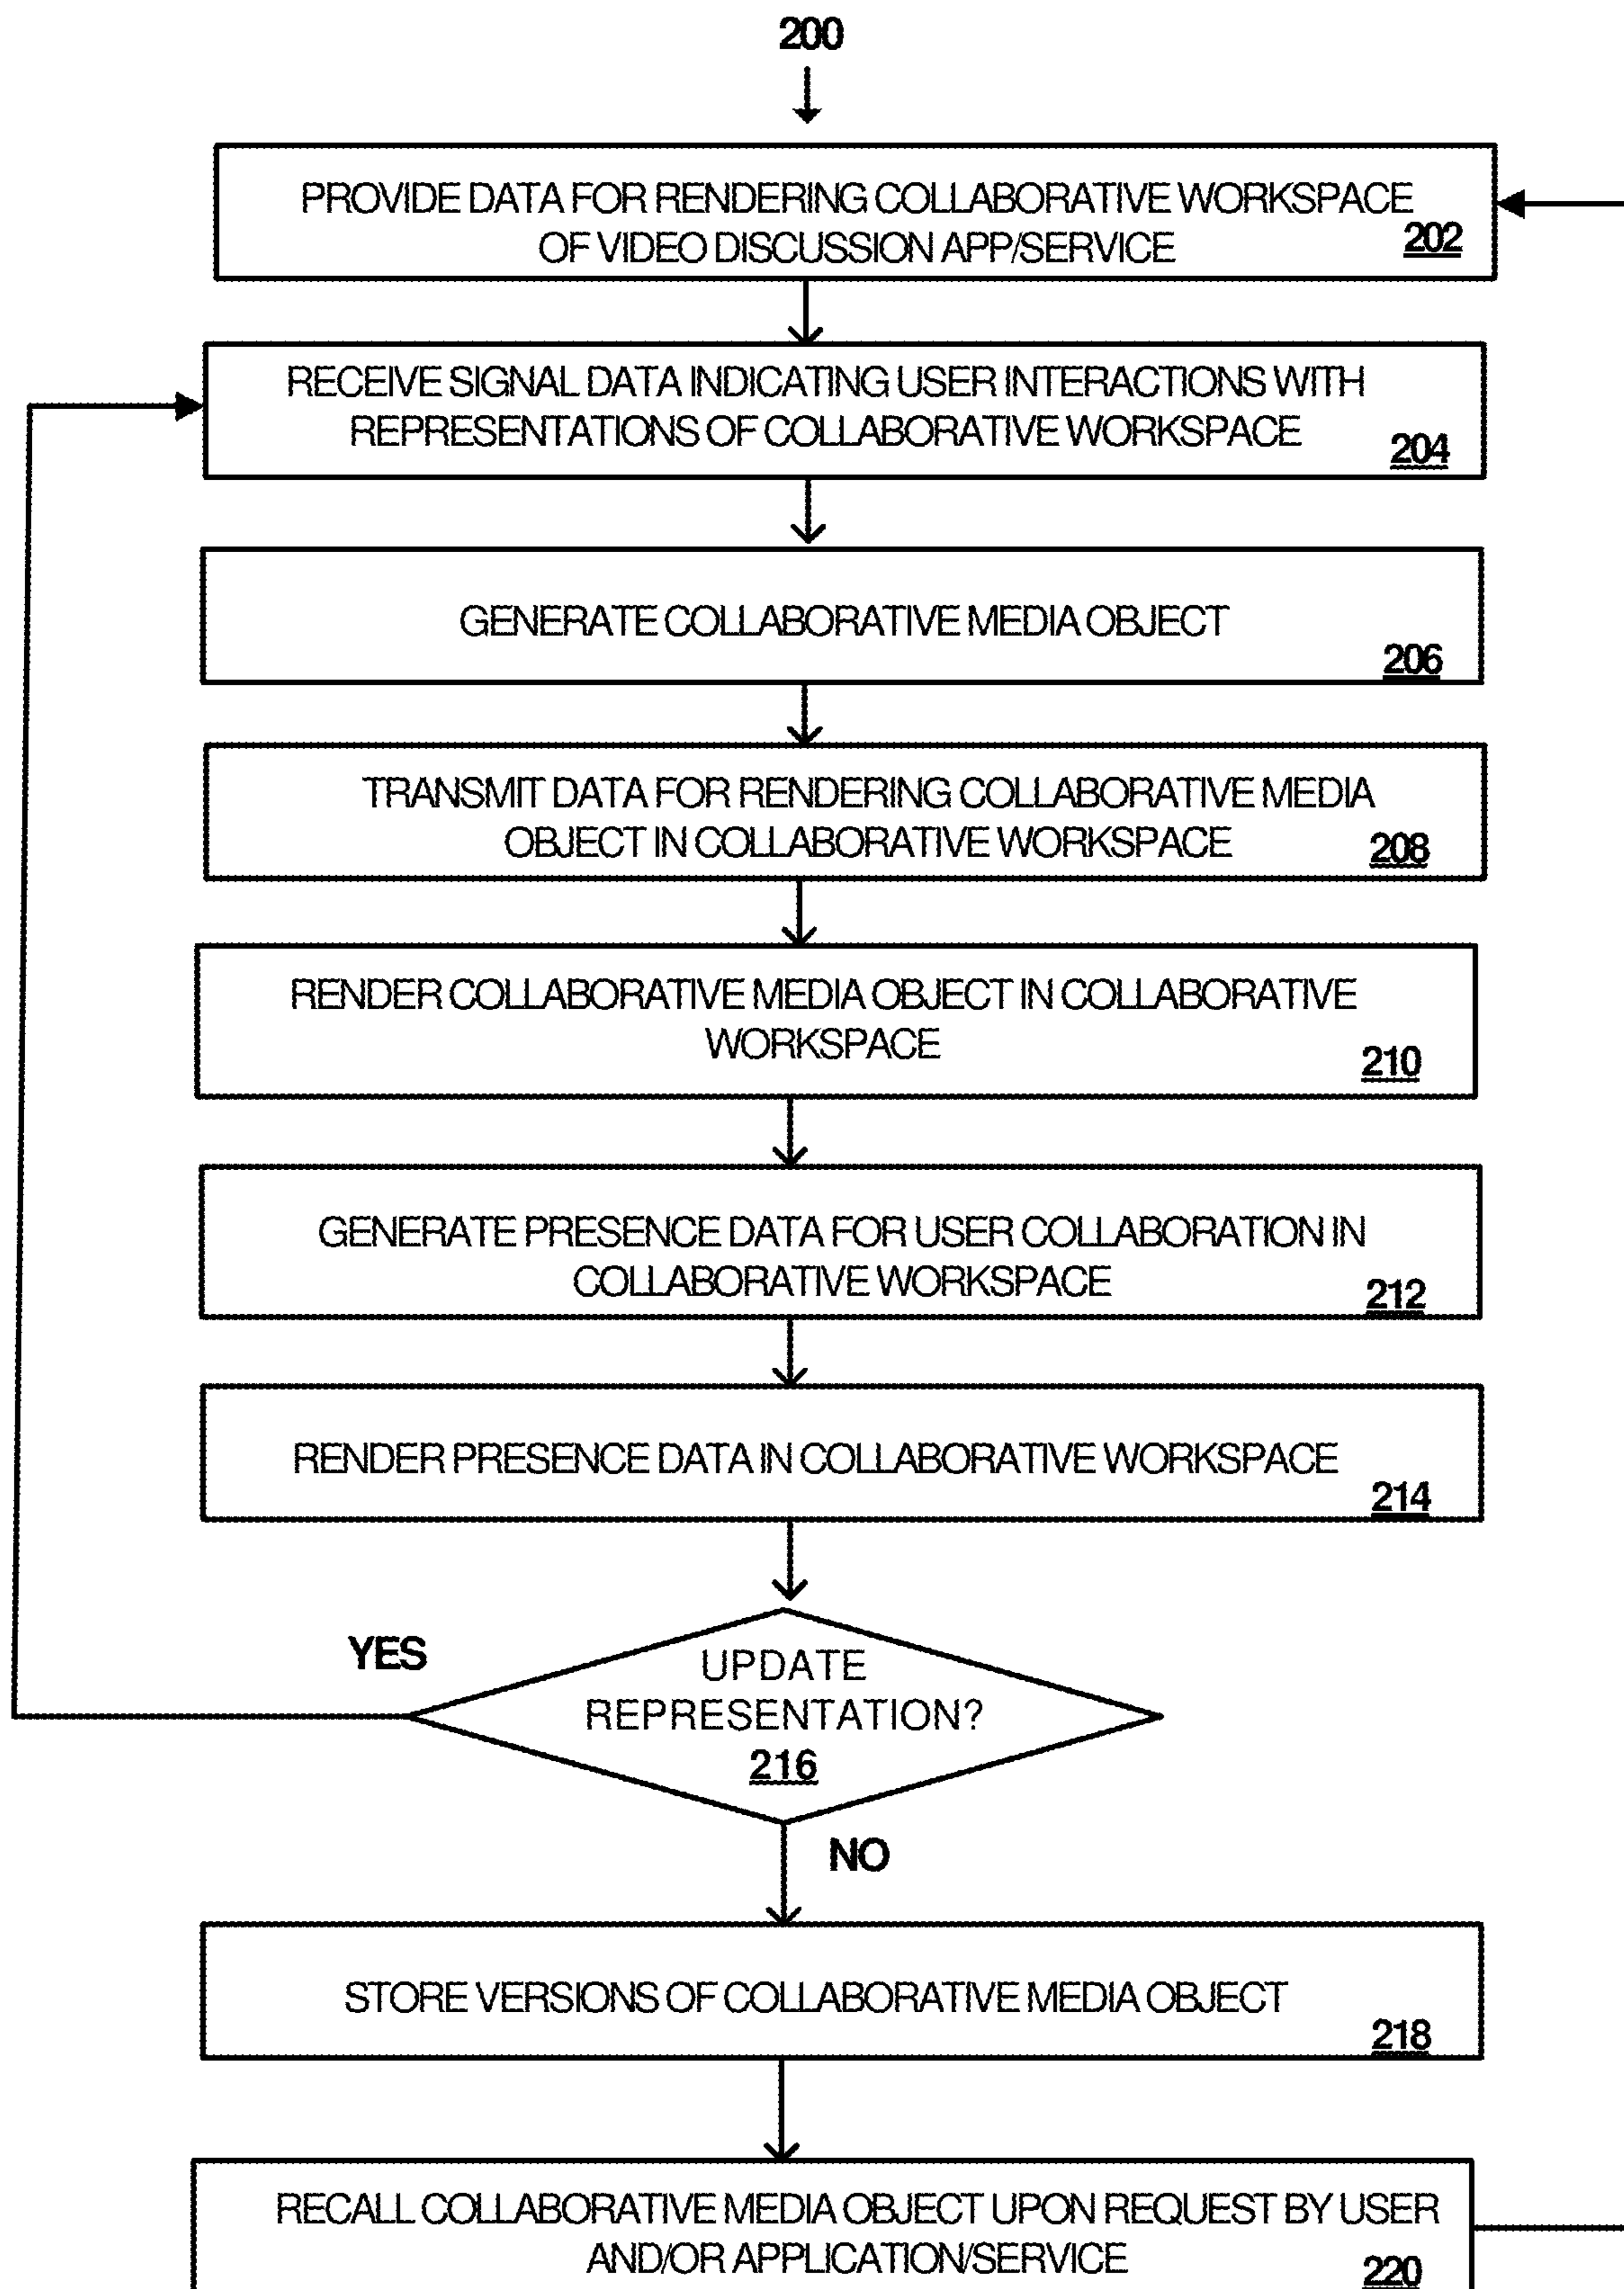 200
PROVIDE DATA FOR RENDERING COLLABORATIVE WORKSPACE
OF VIDEO DISCUSSION APP/SERVICE
202
RECEIVE SIGNAL DATA INDICATING USER INTERACTIONS WITH
REPRESENTATIONS OF COLLABORATIVE WORKSPACE
204
GENERATE COLLABORATIVE MEDIA OBJECT
206
TRANSMIT DATA FOR RENDERING COLLABORATIVE MEDIA
OBJECT IN COLLABORATIVE WORKSPACE
208
RENDER COLLABORATIVE MEDIA OBJECT IN COLLABORATIVE
WORKSPACE
210
GENERATE PRESENCE DATA FOR USER COLLABORATION IN
COLLABORATIVE WORKSPACE
212
RENDER PRESENCE DATA IN COLLABORATIVE WORKSPACE
214
YES
UPDATE
REPRESENTATION?
216
NO
STORE VERSIONS OF COLLABORATIVE MEDIA OBJECT
218
RECALL COLLABORATIVE MEDIA OBJECT UPON REQUEST BY USER
AND/OR APPLICATION/SERVICE
220